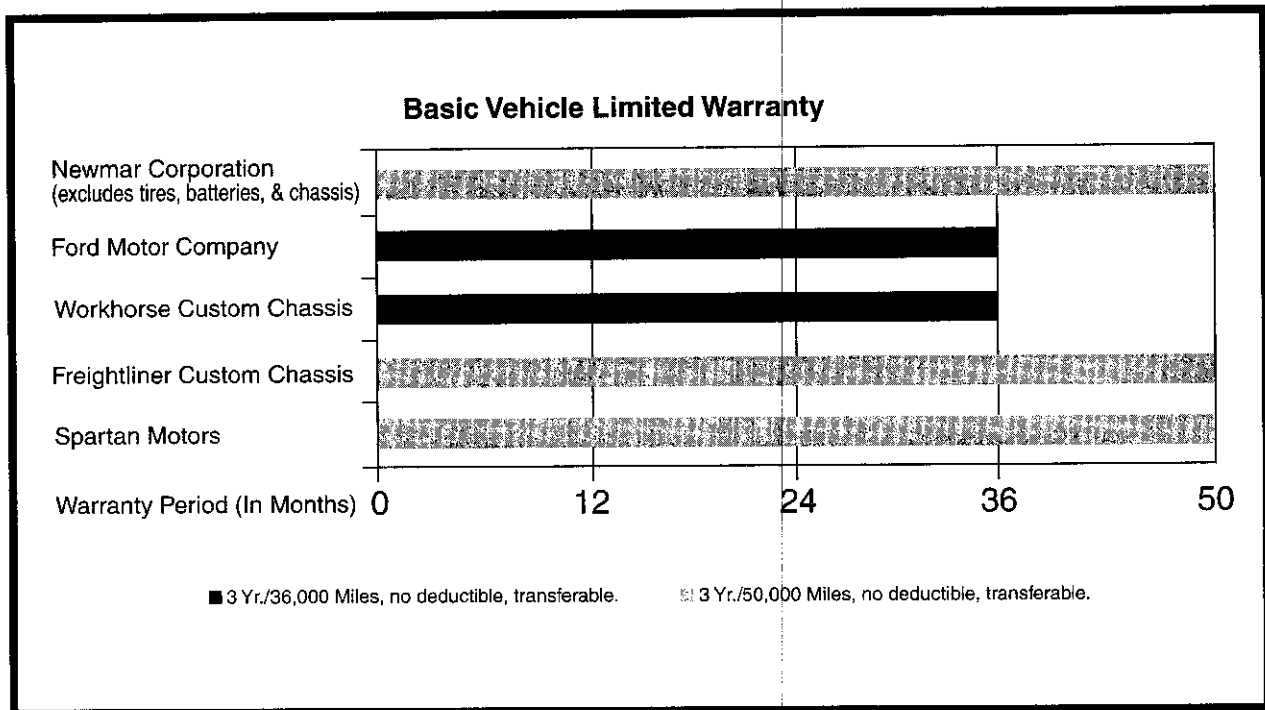 Basic Vehicle Limited Warranty
Newmar Corporation
(excludes tires, batteries, & chassis)
Ford Motor Company
Workhorse Custom Chassis
Freightliner Custom Chassis
Spartan Motors
Warranty Period (In Months) 0 12 24 36 50
3 Yr./36,000 Miles, no deductible, transferable. 3 Yr./50,000 Miles, no deductible, transferable.